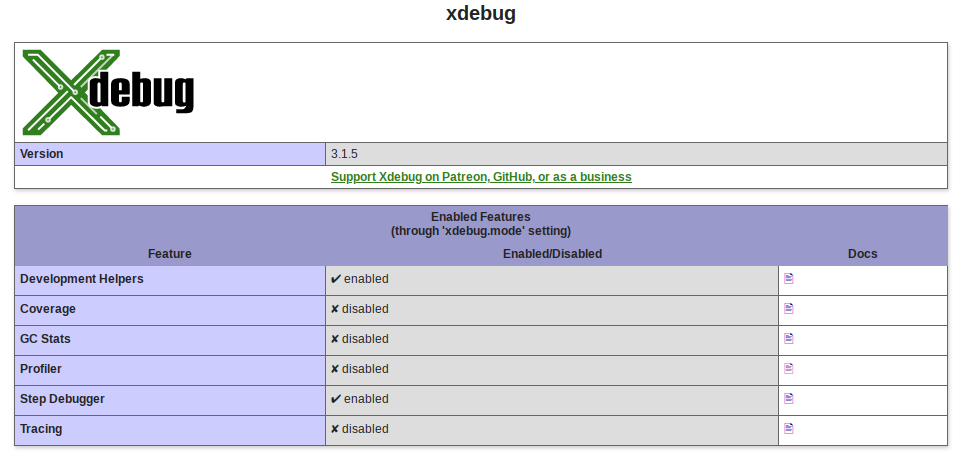 xdebug
Xdebug
Version 3.1.5
Support Xdebug on Patreon, GitHub, or as a business
Enabled Features
(through 'xdebug.mode' setting)
Feature Enabled/Disabled Docs
Development Helpers ✔ enabled
Coverage ✘ disabled
GC Stats ✘ disabled
Profiler ✘ disabled
Step Debugger ✔ enabled
Tracing ✘ disabled